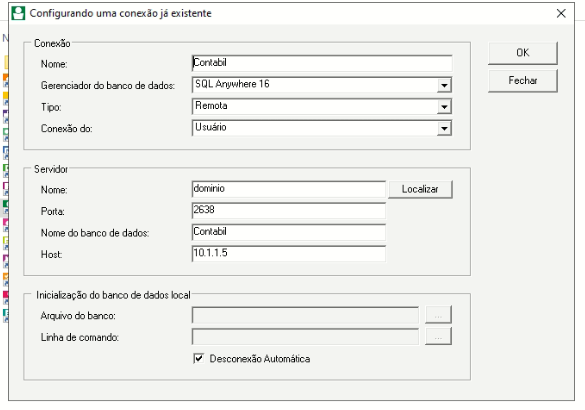 Configurando uma conexão já existente
Conexão
Nome: Contabil
Gerenciador do banco de dados: SQL Anywhere 16
Tipo: Remota
Conexão do: Usuário
OK
Fechar
Servidor
Nome: dominio Localizar
Porta: 2638
Nome do banco de dados: Contabil
Host: 10.1.1.5
Inicialização do banco de dados local
Arquivo do banco: ...
Linha de comando: ...
Desconexão Automática